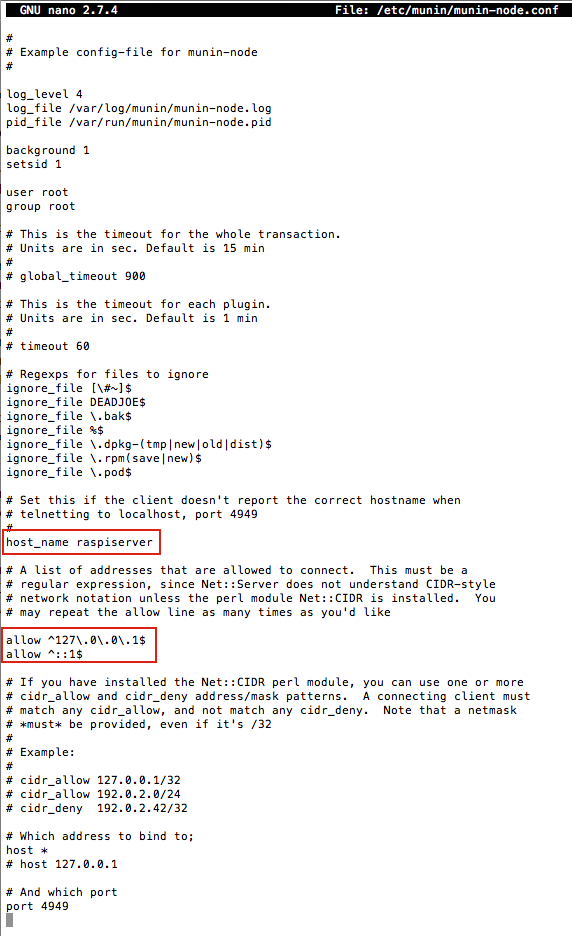 GNU nano 2.7.4 File: /etc/munin/munin-node.conf
#
# Example config-file for munin-node
#
log_level 4
log_file /var/log/munin/munin-node.log
pid_file /var/run/munin/munin-node.pid
background 1
setsid 1
user root
group root
# This is the timeout for the whole transaction.
# Units are in sec. Default is 15 min
#
# global_timeout 900
# This is the timeout for each plugin.
# Units are in sec. Default is 1 min
#
# timeout 60
# Regexps for files to ignore
ignore_file [\#~]$
ignore_file DEADJOE$
ignore_file \.bak$
ignore_file %$
ignore_file \.dpkg-(tmp|new|old|dist)$
ignore_file \.rpm(save|new)$
ignore_file \.pod$
# Set this if the client doesn't report the correct hostname when
# telnetting to localhost, port 4949
#
host_name raspiserver
# A list of addresses that are allowed to connect.  This must be a
# regular expression, since Net::Server does not understand CIDR-style
# network notation unless the perl module Net::CIDR is installed.  You
# may repeat the allow line as many times as you'd like
allow ^127\.0\.0\.1$
allow ^::1$
# If you have installed the Net::CIDR perl module, you can use one or more
# cidr_allow and cidr_deny address/mask patterns.  A connecting client must
# match any cidr_allow, and not match any cidr_deny.  Note that a netmask
# *must* be provided, even if it's /32
#
# Example:
#
# cidr_allow 127.0.0.1/32
# cidr_allow 192.0.2.0/24
# cidr_deny  192.0.2.42/32
# Which address to bind to;
host *
# host 127.0.0.1
# And which port
port 4949